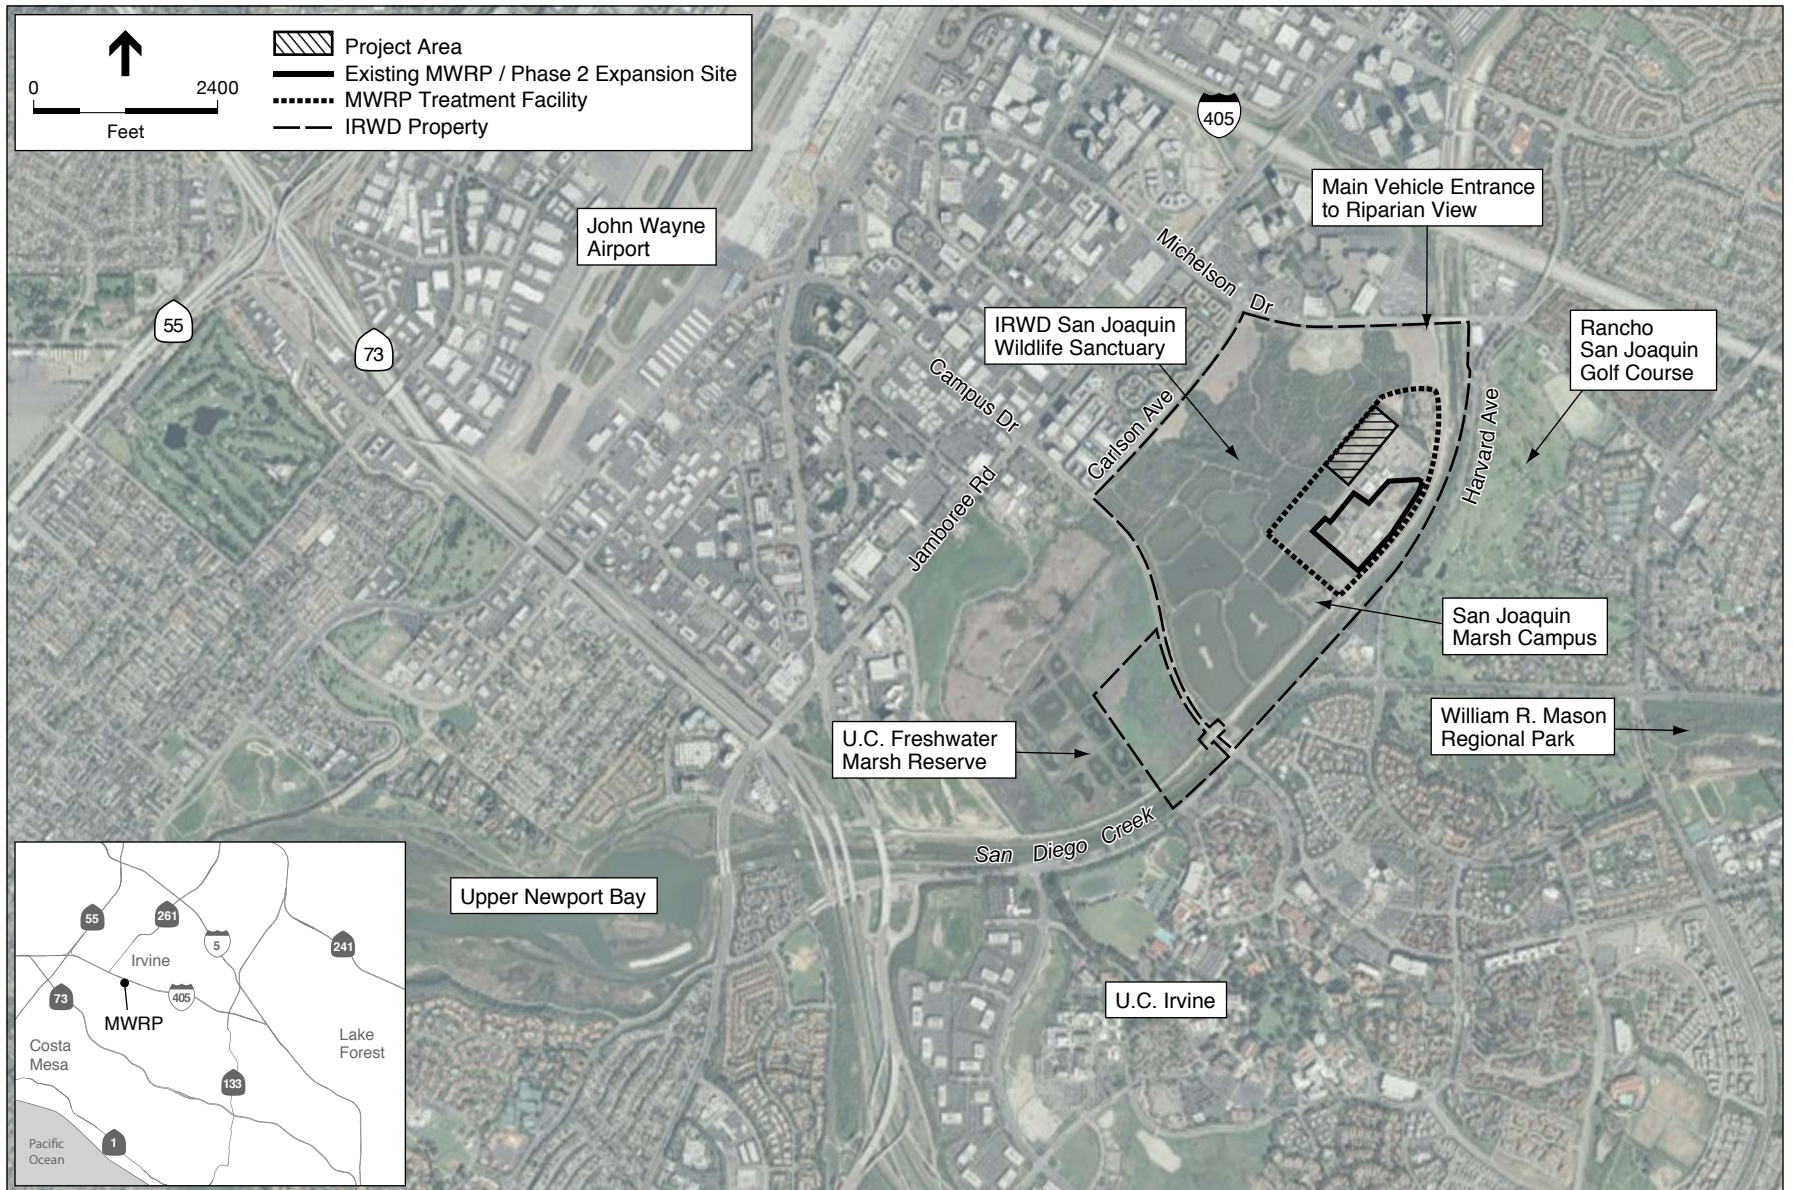 0
2400
Feet
Project Area
Existing MWRP / Phase 2 Expansion Site
MWRP Treatment Facility
IRWD Property
405
Main Vehicle Entrance
to Riparian View
John Wayne
Airport
Michelson Dr
55
73
IRWD San Joaquin
Wildlife Sanctuary
Rancho
San Joaquin
Golf Course
Campus Dr
Carlson Ave
Harvard Ave
Jamboree Rd
San Joaquin
Marsh Campus
William R. Mason
Regional Park
U.C. Freshwater
Marsh Reserve
San Diego Creek
Upper Newport Bay
U.C. Irvine
55
261
5
241
Irvine
73
405
MWRP
Costa
Mesa
Lake
Forest
133
1
Pacific
Ocean